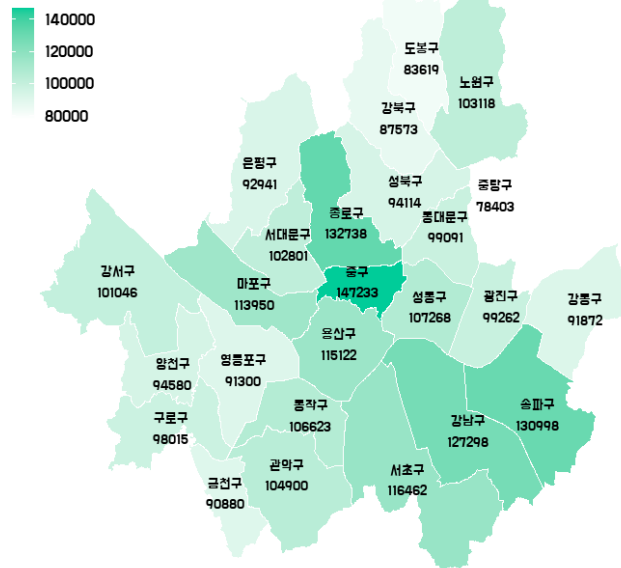 140000
120000
100000
80000
도봉구
83619
노원구
103118
강북구
87573
은평구
92941
성북구
94114
중랑구
78403
종로구
132738
동대문구
99091
서대문구
102801
강서구
101046
마포구
113950
중구
147233
성동구
107268
광진구
99262
강동구
91872
용산구
115122
양천구
94580
영등포구
91300
동작구
106623
강남구
127298
송파구
130998
구로구
98015
금천구
90880
관악구
104900
서초구
116462